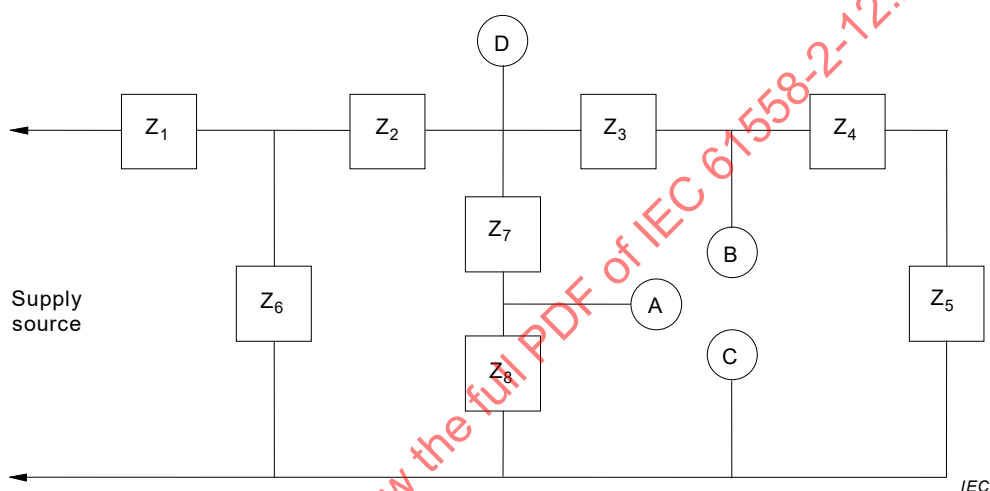 D
Z1
Z2
Z3
Z4
Z7
B
Z6
A
Z5
Supply
source
C
Z8
IEC
w the full PDF of IEC 61558-2-12: